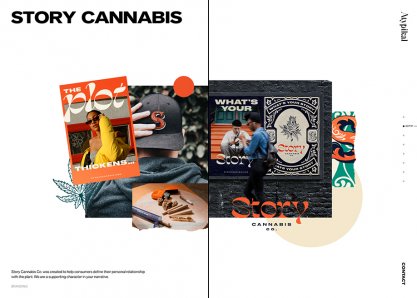 STORY CANNABIS
THE
plot
THICKENS...
S
WHAT'S
YOUR
Story
Story
Story
CANNABIS
CO.
Story Cannabis Co. was created to help consumers define their personal relationship
with the plant. We are a supporting character in your narrative.
CONTACT